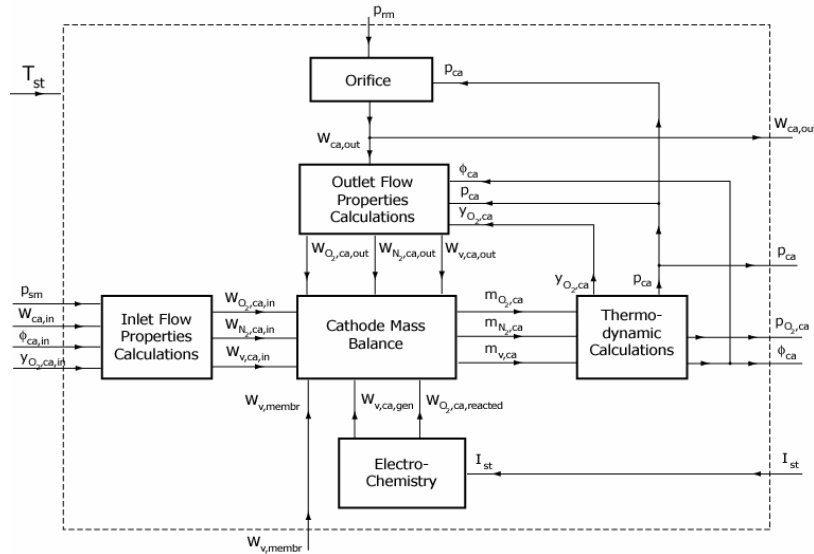 p_rm
T_st
Orifice
p_ca
W_ca,out
W_ca,out
Outlet Flow
Properties
Calculations
ϕ_ca
p_ca
y_O₂,ca
W_O₂,ca,out
W_N₂,ca,out
W_v,ca,out
y_O₂,ca
p_ca
p_ca
p_sm
W_ca,in
ϕ_ca,in
y_O₂,ca,in
Inlet Flow
Properties
Calculations
W_O₂,ca,in
W_N₂,ca,in
W_v,ca,in
Cathode Mass
Balance
m_O₂,ca
m_N₂,ca
m_v,ca
Thermo-
dynamic
Calculations
p_O₂,ca
ϕ_ca
W_v,membr
W_v,ca,gen
W_O₂,ca,reacted
Electro-
Chemistry
I_st
I_st
W_v,membr